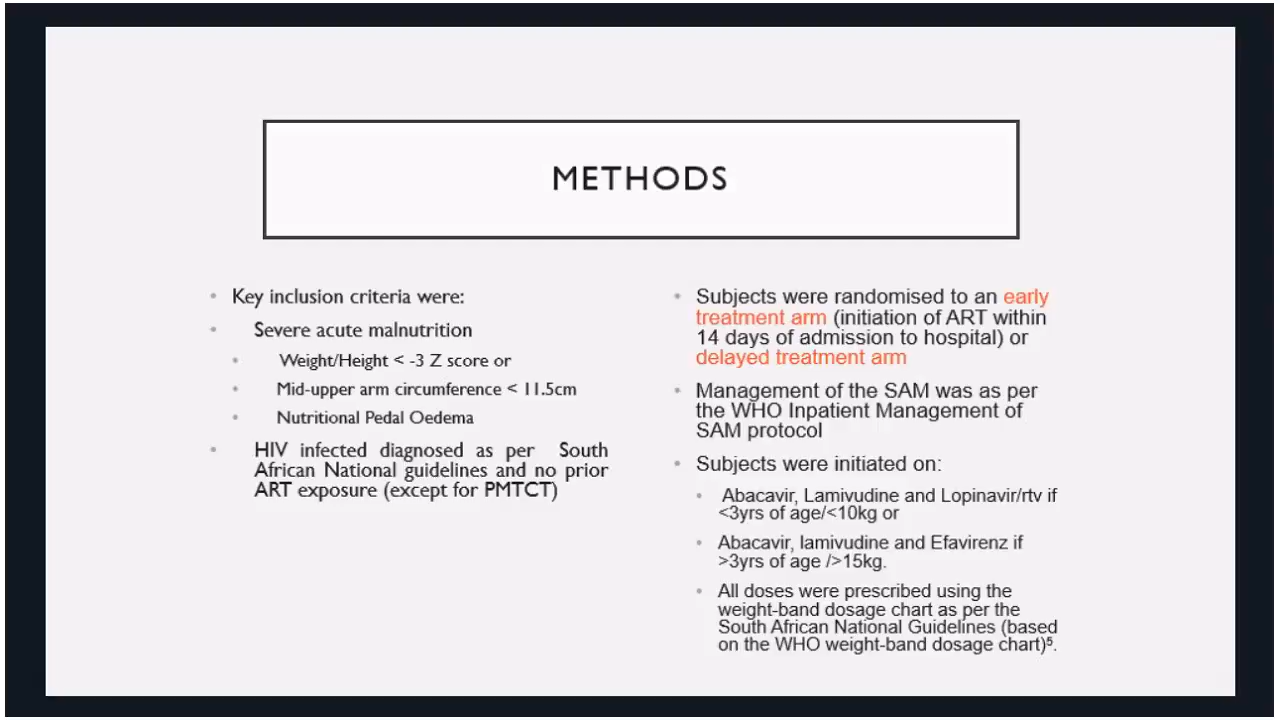 METHODS
• Key inclusion criteria were:
• Severe acute malnutrition
• Weight/Height < -3 Z score or
• Mid-upper arm circumference < 11.5cm
• Nutritional Pedal Oedema
• HIV infected diagnosed as per South
African National guidelines and no prior
ART exposure (except for PMTCT)
• Subjects were randomised to an early
treatment arm (initiation of ART within
14 days of admission to hospital) or
delayed treatment arm
• Management of the SAM was as per
the WHO Inpatient Management of
SAM protocol
• Subjects were initiated on:
• Abacavir, Lamivudine and Lopinavir/rtv if
<3yrs of age/<10kg or
• Abacavir, lamivudine and Efavirenz if
>3yrs of age />15kg.
• All doses were prescribed using the
weight-band dosage chart as per the
South African National Guidelines (based
on the WHO weight-band dosage chart)⁵.